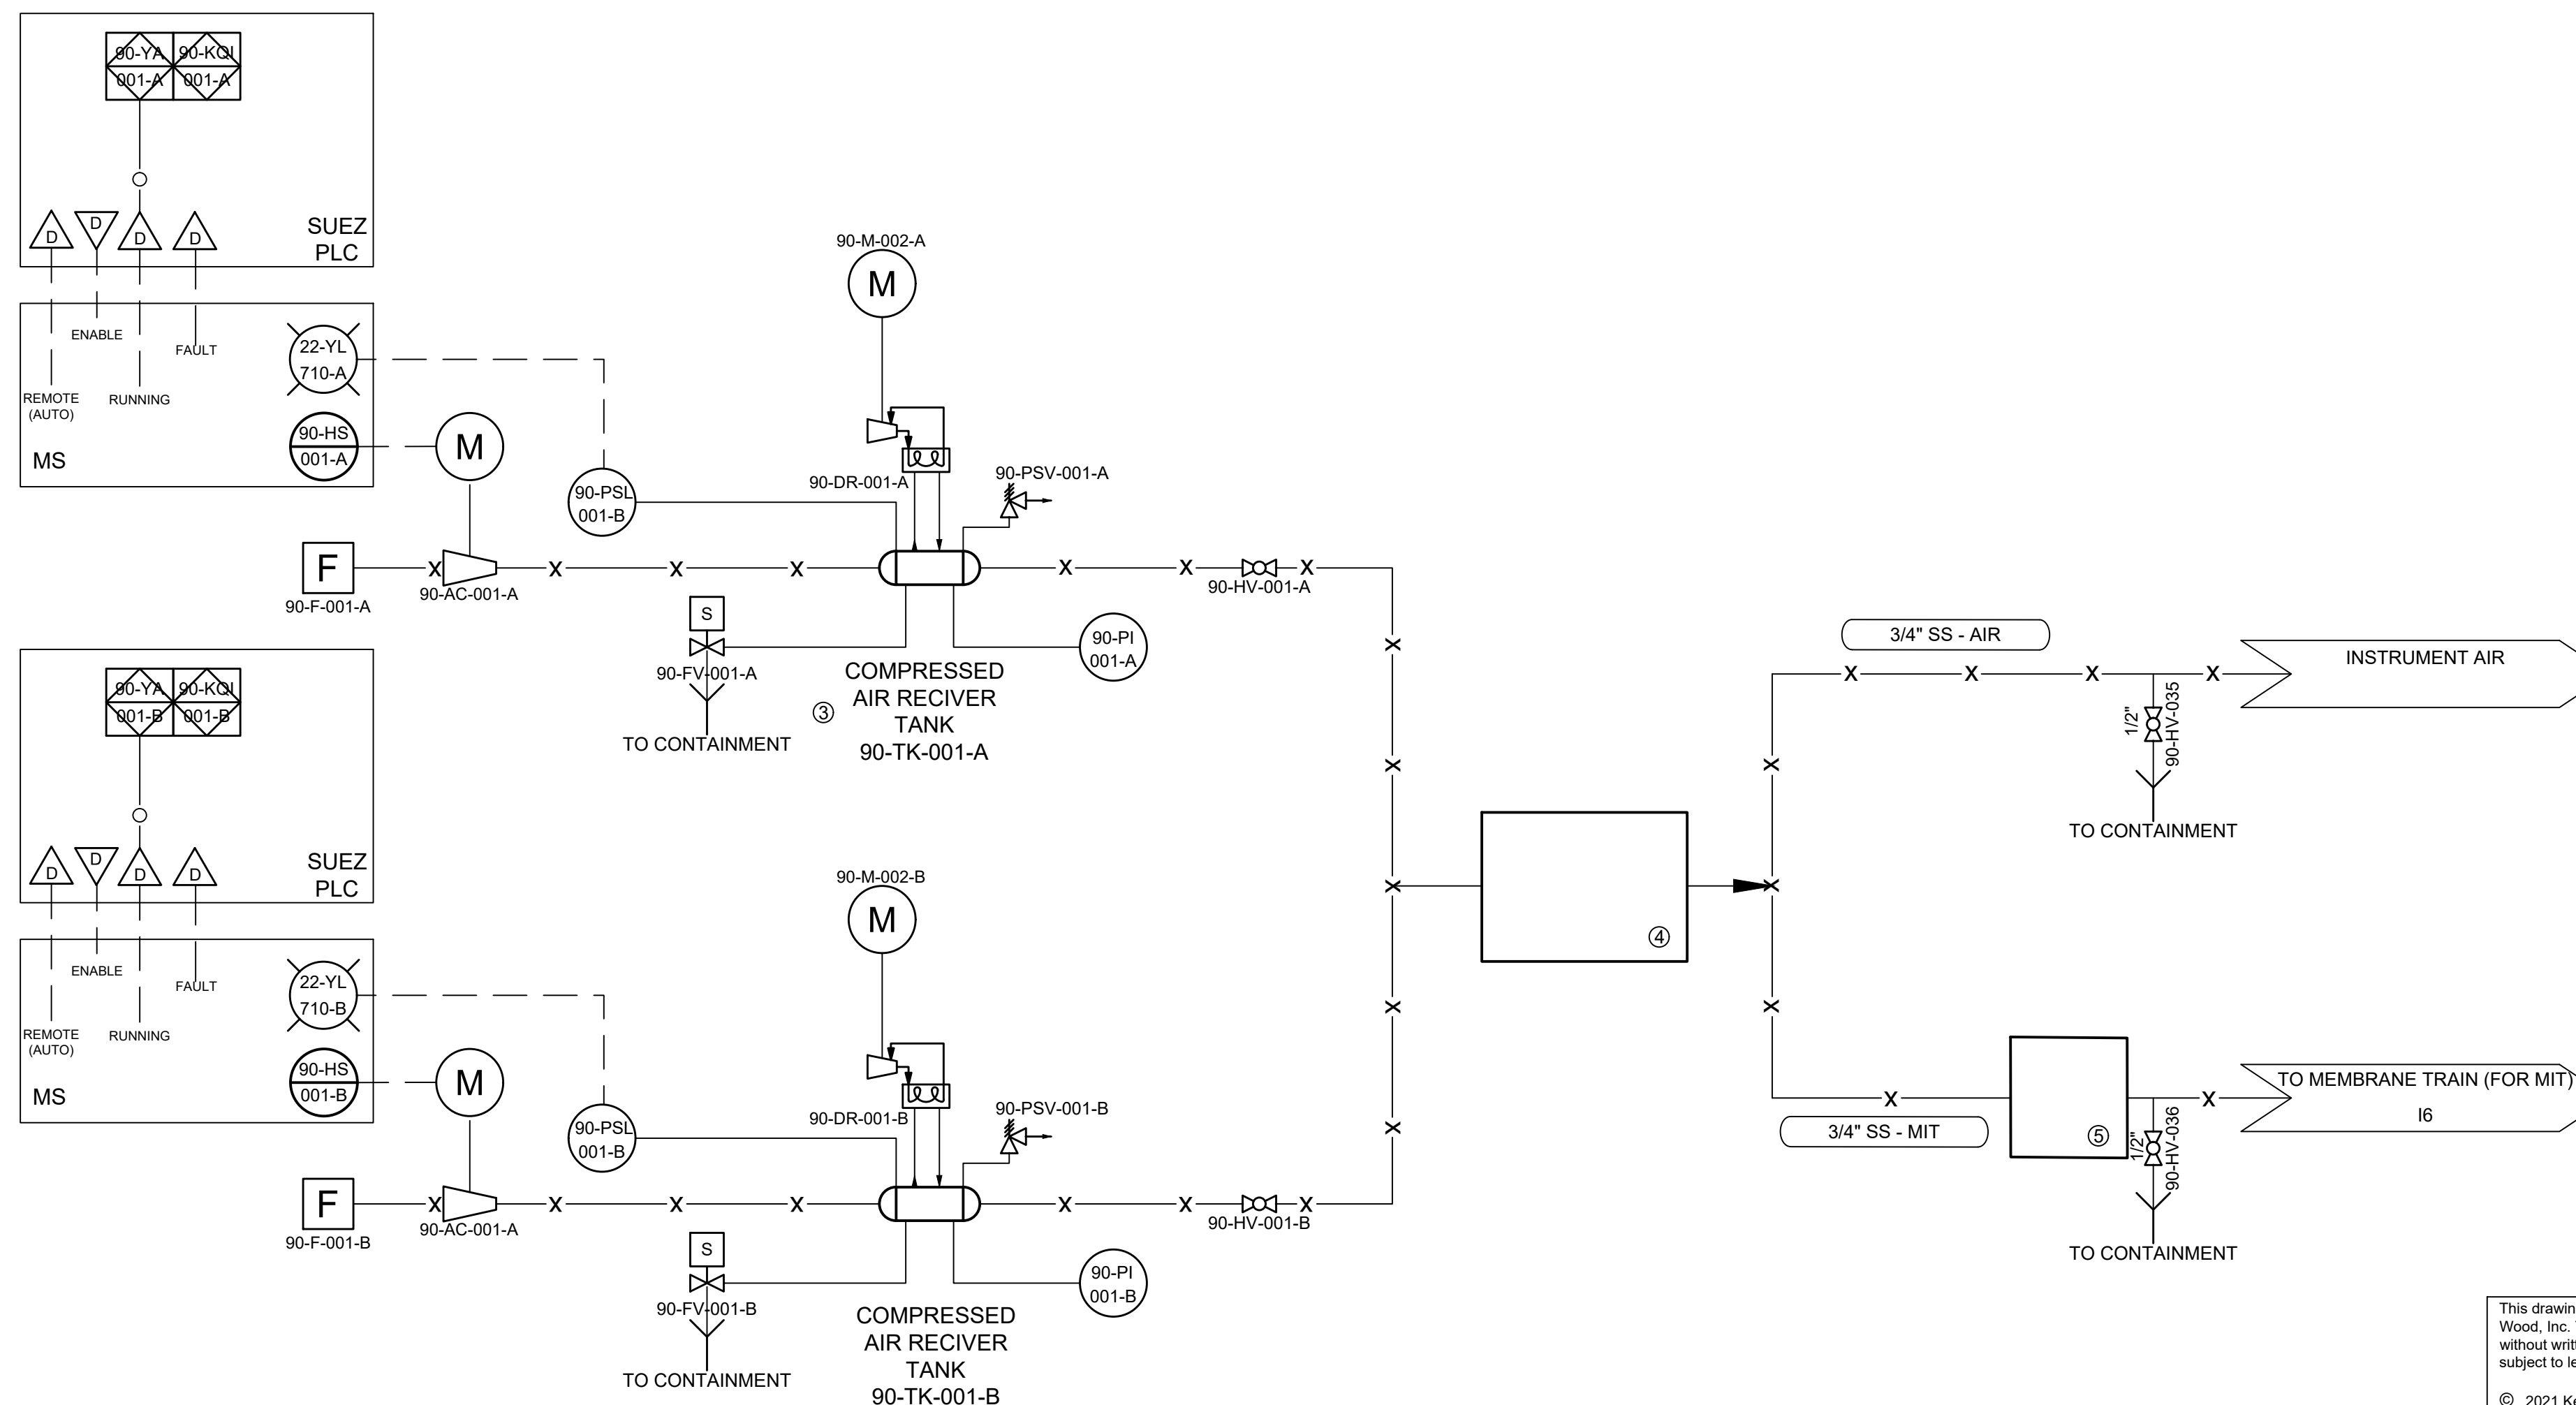 90-YA
001-A
90-KQI
001-A
D
D
D
D
SUEZ
PLC
ENABLE
FAULT
REMOTE
(AUTO)
RUNNING
MS
22-YL
710-A
90-HS
001-A
M
90-M-002-A
M
90-PSL
001-B
90-DR-001-A
90-PSV-001-A
F
90-F-001-A
X
90-AC-001-A
X
X
X
X
X
90-HV-001-A
X
S
90-FV-001-A
TO CONTAINMENT
90-PI
001-A
3
COMPRESSED
AIR RECIVER
TANK
90-TK-001-A
X
X
X
X
X
4
X
X
X
3/4" SS - AIR
X
X
X
X
INSTRUMENT AIR
1/2"
90-HV-035
TO CONTAINMENT
90-YA
001-B
90-KQI
001-B
D
D
D
D
SUEZ
PLC
ENABLE
FAULT
REMOTE
(AUTO)
RUNNING
MS
22-YL
710-B
90-HS
001-B
M
90-M-002-B
M
90-PSL
001-B
90-DR-001-B
90-PSV-001-B
F
90-F-001-B
X
90-AC-001-A
X
X
X
X
X
90-HV-001-B
X
S
90-FV-001-B
TO CONTAINMENT
90-PI
001-B
COMPRESSED
AIR RECIVER
TANK
90-TK-001-B
X
3/4" SS - MIT
5
X
TO MEMBRANE TRAIN (FOR MIT)
I6
1/2"
90-HV-036
TO CONTAINMENT
This
Wood, Inc.
without
subject to
© 2021